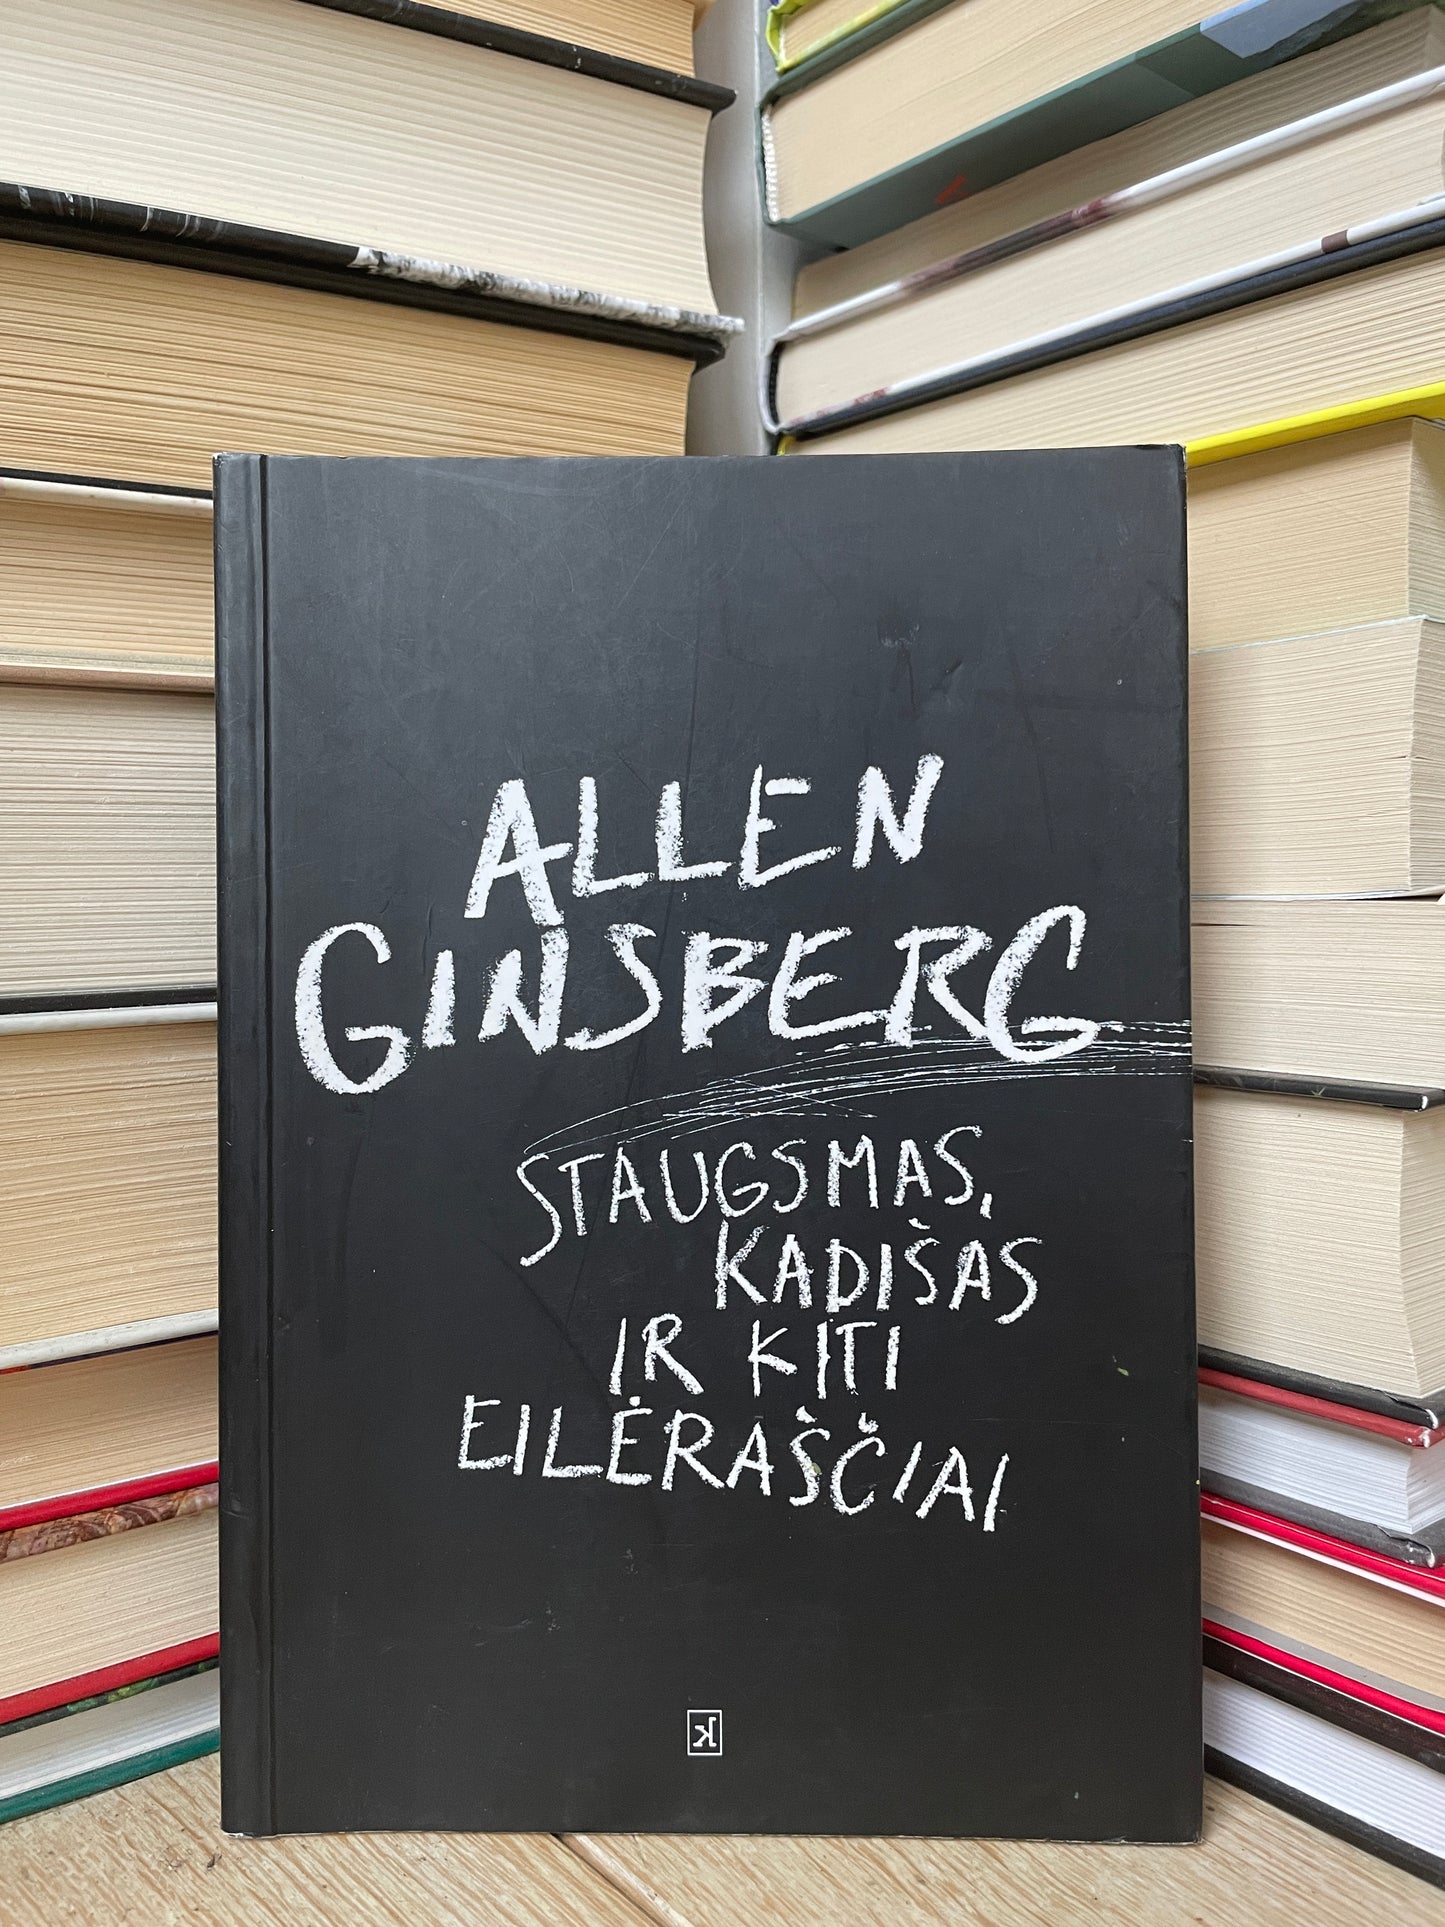 ALLEN
GINSBERG
STAUGSMAS,
KADIŠAS
IR KITI
EILĖRAŠČIAI
k